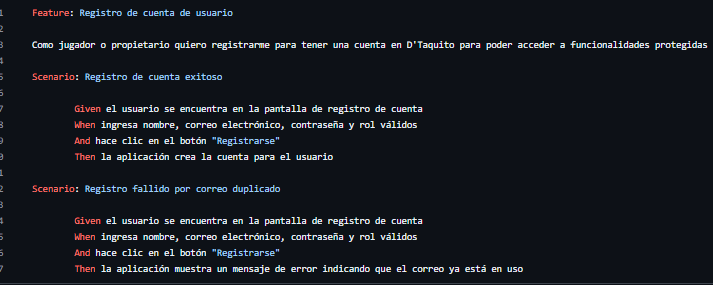 1 Feature: Registro de cuenta de usuario
2
3 Como jugador o propietario quiero registrarme para tener una cuenta en D'Taquito para poder acceder a funcionalidades protegidas
4
5 Scenario: Registro de cuenta exitoso
6
7 Given el usuario se encuentra en la pantalla de registro de cuenta
8 When ingresa nombre, correo electrónico, contraseña y rol válidos
9 And hace clic en el botón "Registrarse"
0 Then la aplicación crea la cuenta para el usuario
1
2 Scenario: Registro fallido por correo duplicado
3
4 Given el usuario se encuentra en la pantalla de registro de cuenta
5 When ingresa nombre, correo electrónico, contraseña y rol válidos
6 And hace clic en el botón "Registrarse"
7 Then la aplicación muestra un mensaje de error indicando que el correo ya está en uso